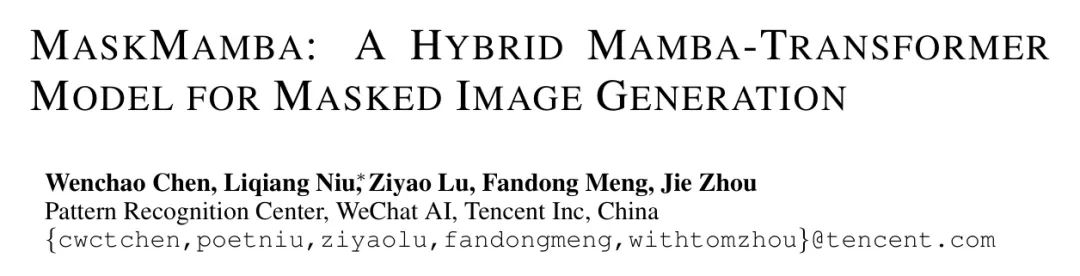 MASKMAMBA: A HYBRID MAMBA-TRANSFORMER
MODEL FOR MASKED IMAGE GENERATION
Wenchao Chen, Liqiang Niu,* Ziyao Lu, Fandong Meng, Jie Zhou
Pattern Recognition Center, WeChat AI, Tencent Inc, China
{cwctchen,poetniu,ziyaolu,fandongmeng,withtomzhou}@tencent.com